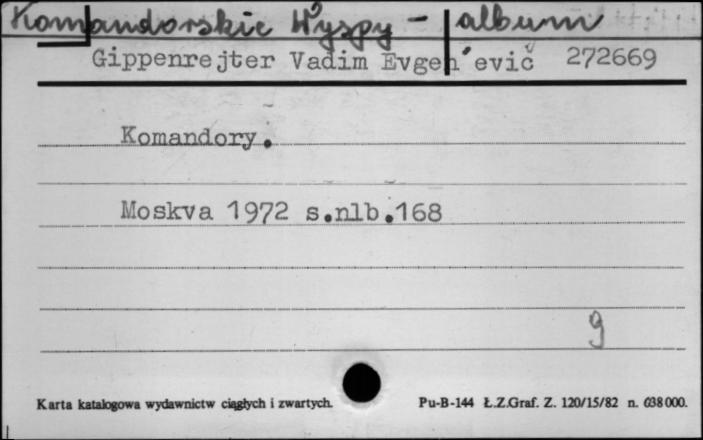 Komandorskie Wyspy - album
Gippenrejter Vadim Evgen'evič 272669
Komandory.
Moskva 1972 s.nlb.168
g
Karta katalogowa wydawnictw ciągłych i zwartych. Pu-B-144 Ł.Z.Graf. Z. 120/15/82 n. 638000.